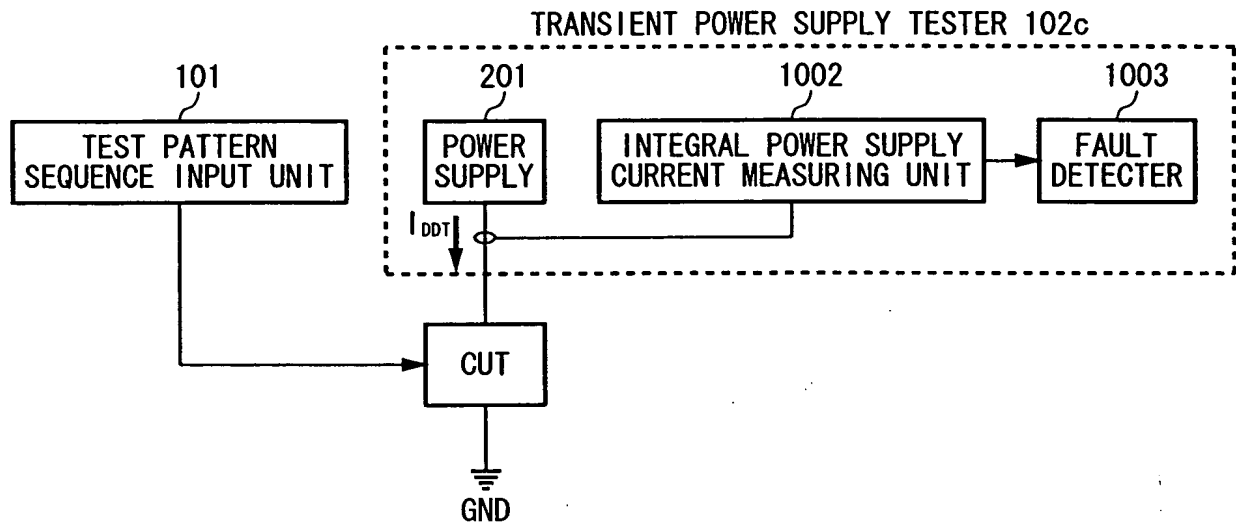 TRANSIENT POWER SUPPLY TESTER 102c
101
201
1002
1003
TEST PATTERN
SEQUENCE INPUT UNIT
POWER
SUPPLY
INTEGRAL POWER SUPPLY
CURRENT MEASURING UNIT
FAULT
DETECTER
IDDT
CUT
GND